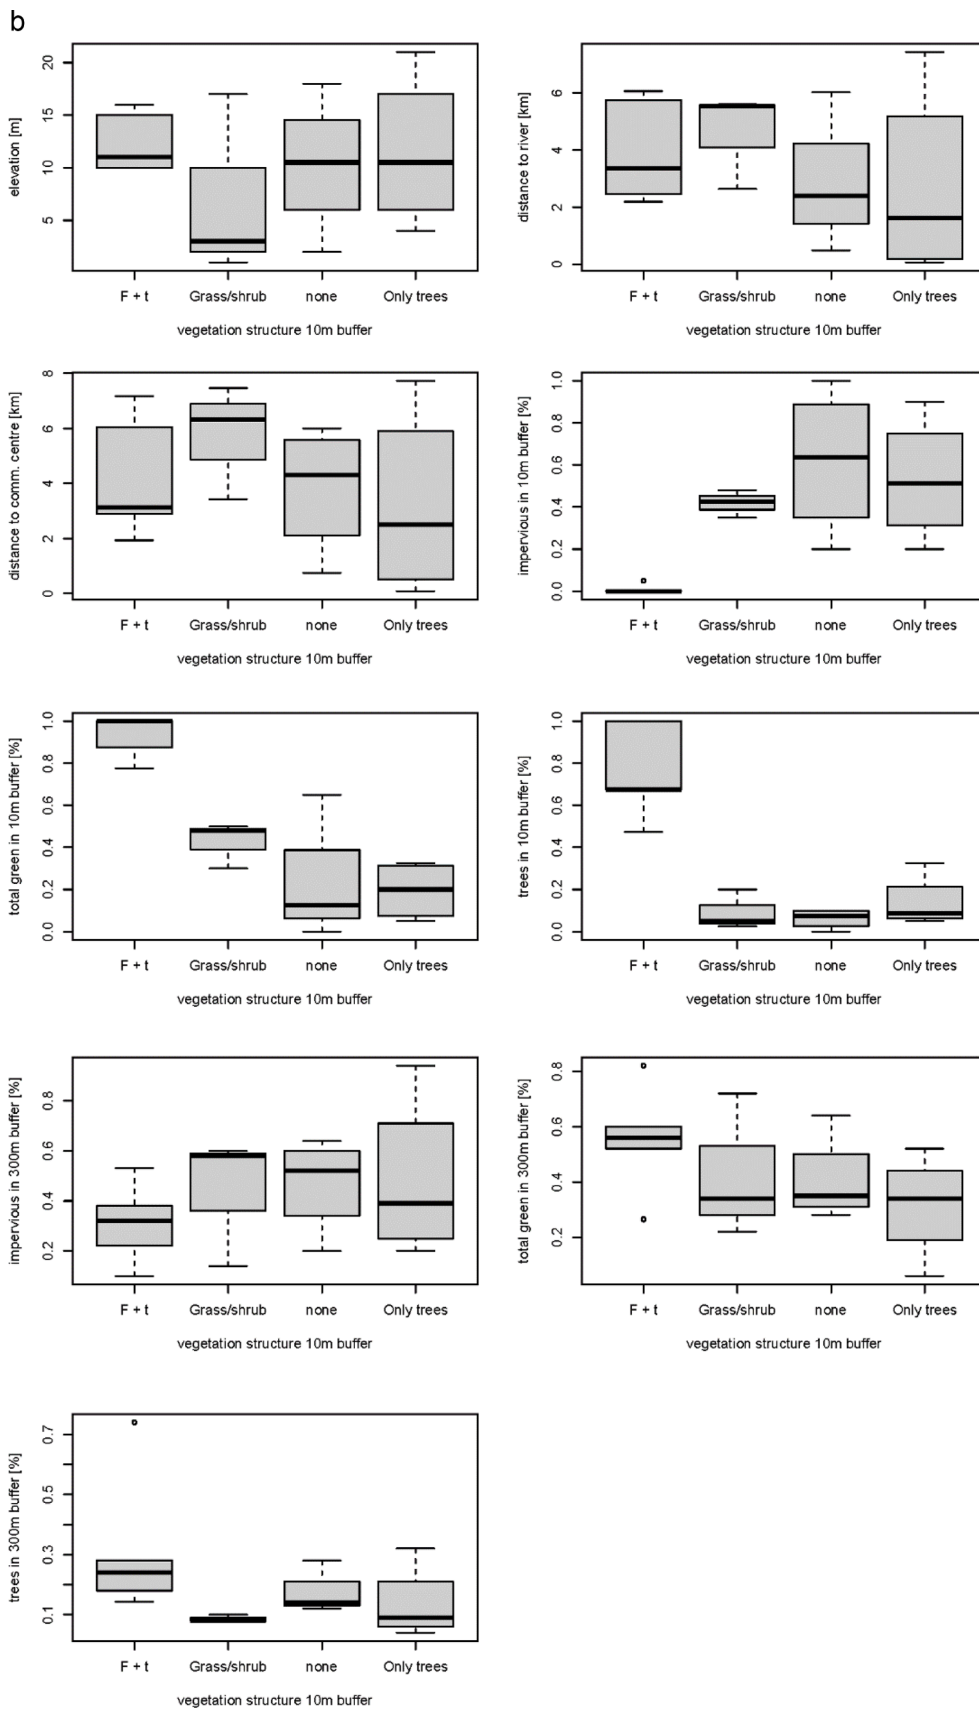 b
elevation [m]
20
15
10
5
F + t Grass/shrub none Only trees
vegetation structure 10m buffer
distance to river [km]
6
4
2
0
F + t Grass/shrub none Only trees
vegetation structure 10m buffer
distance to comm. centre [km]
8
6
4
2
0
F + t Grass/shrub none Only trees
vegetation structure 10m buffer
impervious in 10m buffer [%]
1.0
0.8
0.6
0.4
0.2
0.0
F + t Grass/shrub none Only trees
vegetation structure 10m buffer
total green in 10m buffer [%]
1.0
0.8
0.6
0.4
0.2
0.0
F + t Grass/shrub none Only trees
vegetation structure 10m buffer
trees in 10m buffer [%]
1.0
0.8
0.6
0.4
0.2
0.0
F + t Grass/shrub none Only trees
vegetation structure 10m buffer
impervious in 300m buffer [%]
0.8
0.6
0.4
0.2
F + t Grass/shrub none Only trees
vegetation structure 10m buffer
total green in 300m buffer [%]
0.8
0.6
0.4
0.2
F + t Grass/shrub none Only trees
vegetation structure 10m buffer
trees in 300m buffer [%]
0.7
0.5
0.3
0.1
F + t Grass/shrub none Only trees
vegetation structure 10m buffer